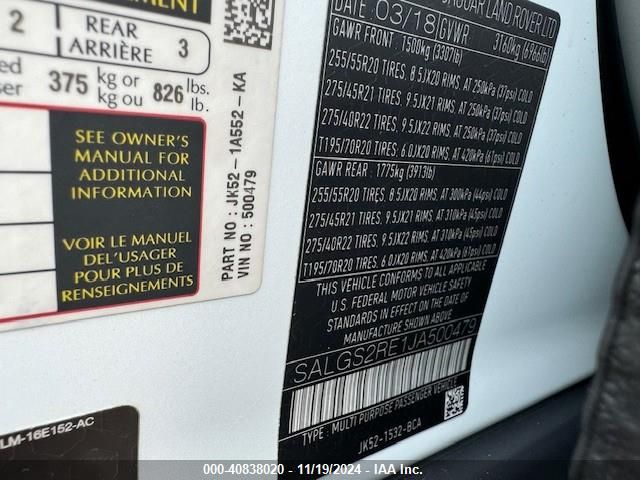 2 REAR ARRIÈRE 3
375 kg or kg ou 826 lbs. lb.
SEE OWNER'S
MANUAL FOR
ADDITIONAL
INFORMATION
VOIR LE MANUEL
DEL'USAGER
POUR PLUS DE
RENSEIGNEMENTS
PART NO : JK52-1A552-KA
VIN NO : 500479
DATE: 03/18 GVWR 3160kg (6966lb)
GAWR FRONT: 1500kg (3307lb)
255/55R20 TIRES, 8.5JX20 RIMS, AT 250kPa (37psi) COLD
275/45R21 TIRES, 9.5JX21 RIMS, AT 250kPa (37psi) COLD
275/40R22 TIRES, 9.5JX22 RIMS, AT 250kPa (37psi) COLD
T195/70R20 TIRES, 6.0JX20 RIMS, AT 420kPa (61psi) COLD
GAWR REAR: 1775kg (3913lb)
255/55R20 TIRES, 8.5JX20 RIMS, AT 300kPa (44psi) COLD
275/45R21 TIRES, 9.5JX21 RIMS, AT 310kPa (45psi) COLD
275/40R22 TIRES, 9.5JX22 RIMS, AT 310kPa (45psi) COLD
T195/70R20 TIRES, 6.0JX20 RIMS, AT 420kPa (61psi) COLD
THIS VEHICLE CONFORMS TO ALL APPLICABLE
U.S. FEDERAL MOTOR VEHICLE SAFETY
STANDARDS IN EFFECT ON THE DATE OF
MANUFACTURE SHOWN ABOVE.
SALGS2RE1JA500479
TYPE: MULTI PURPOSE PASSENGER VEHICLE
JK52-1532-BCA
LM-16E152-AC
000-40838020 - 11/19/2024 - IAA Inc.